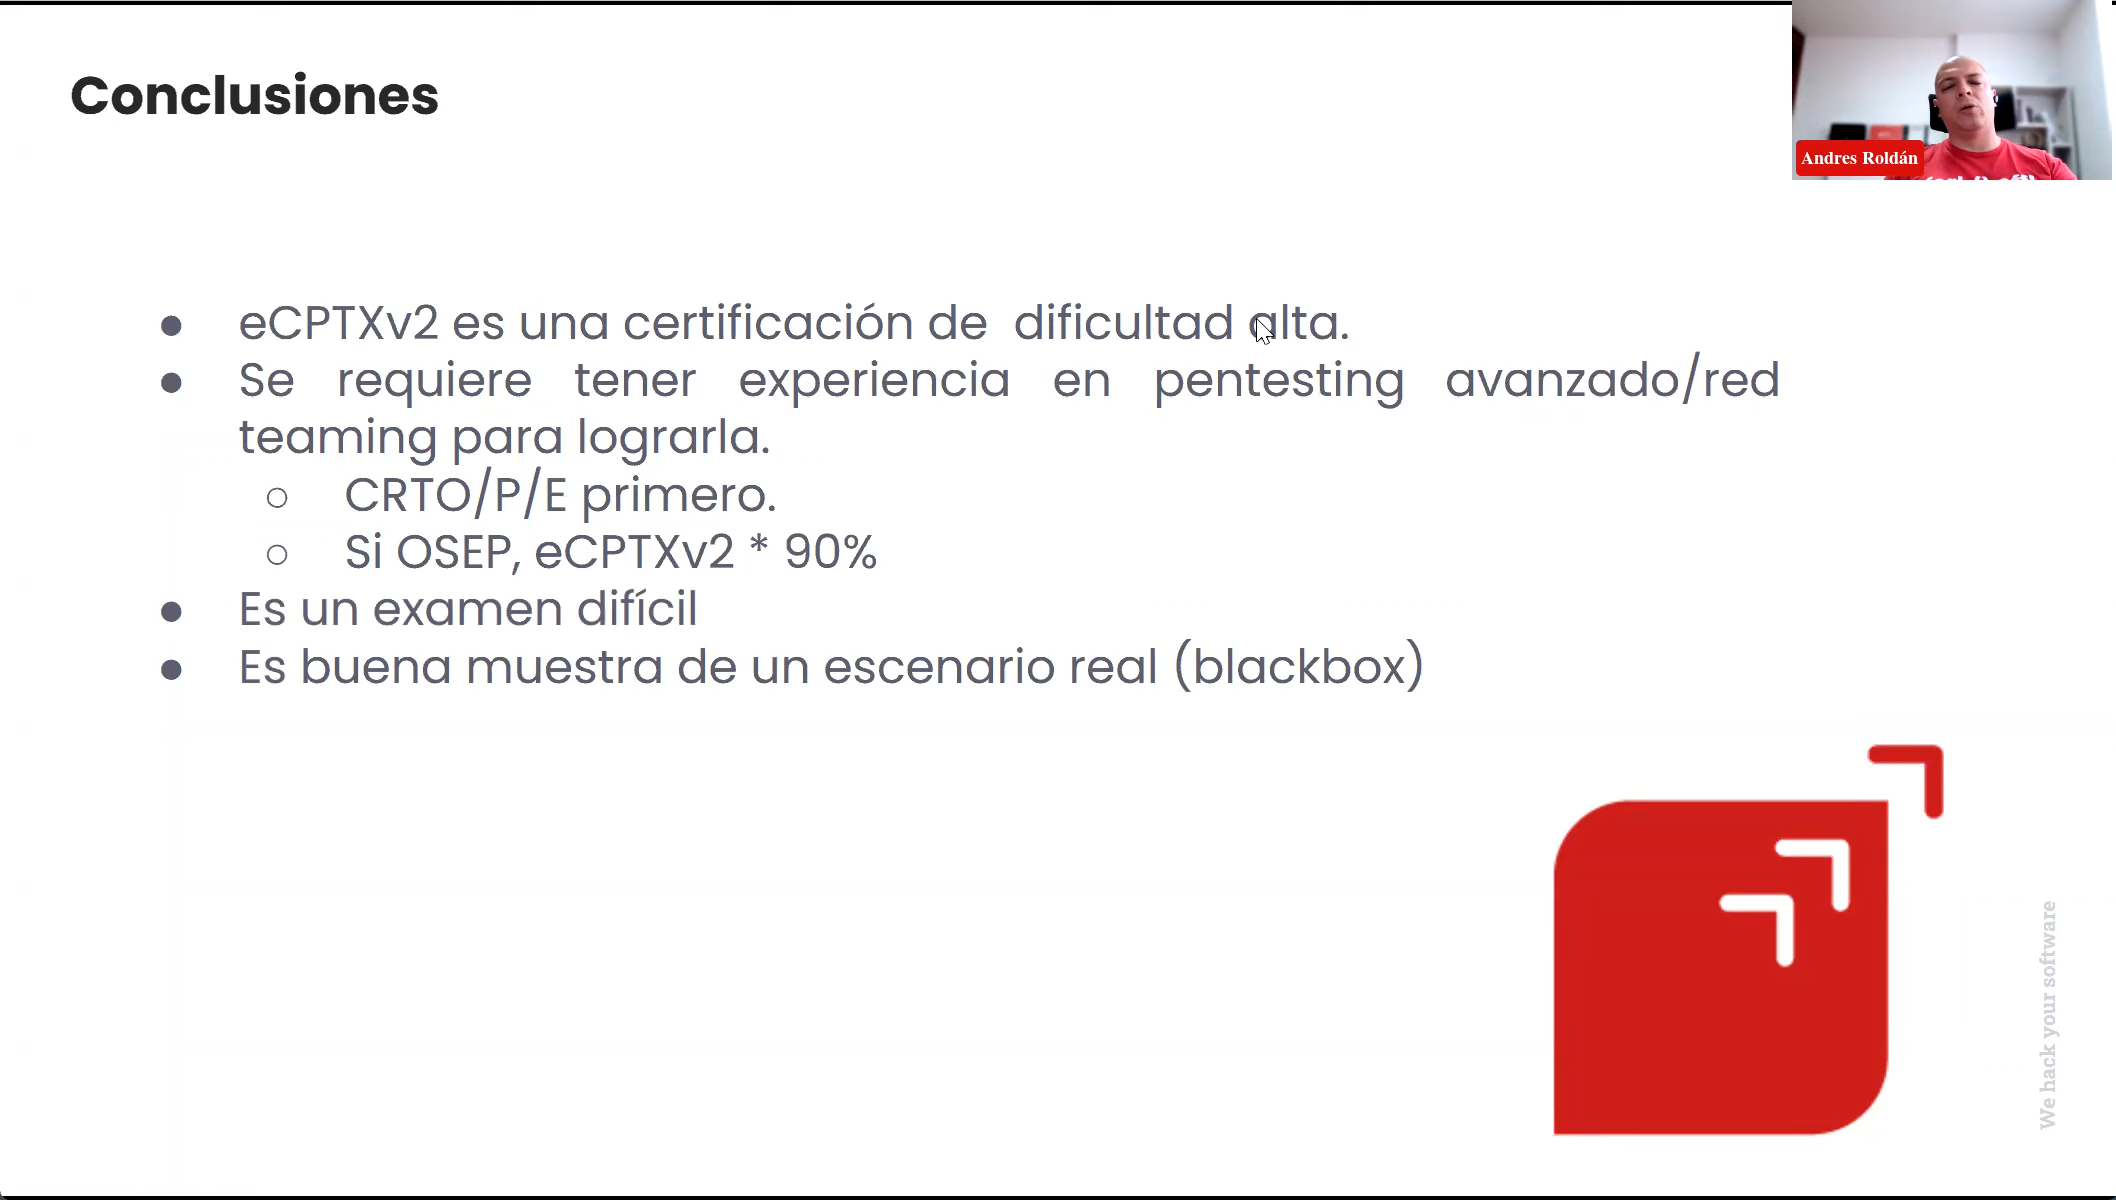 Conclusiones
Andres Roldán
● eCPTXv2 es una certificación de dificultad alta.
● Se requiere tener experiencia en pentesting avanzado/red
teaming para lograrla.
○ CRTO/P/E primero.
○ Si OSEP, eCPTXv2 * 90%
● Es un examen difícil
● Es buena muestra de un escenario real (blackbox)
We hack your software